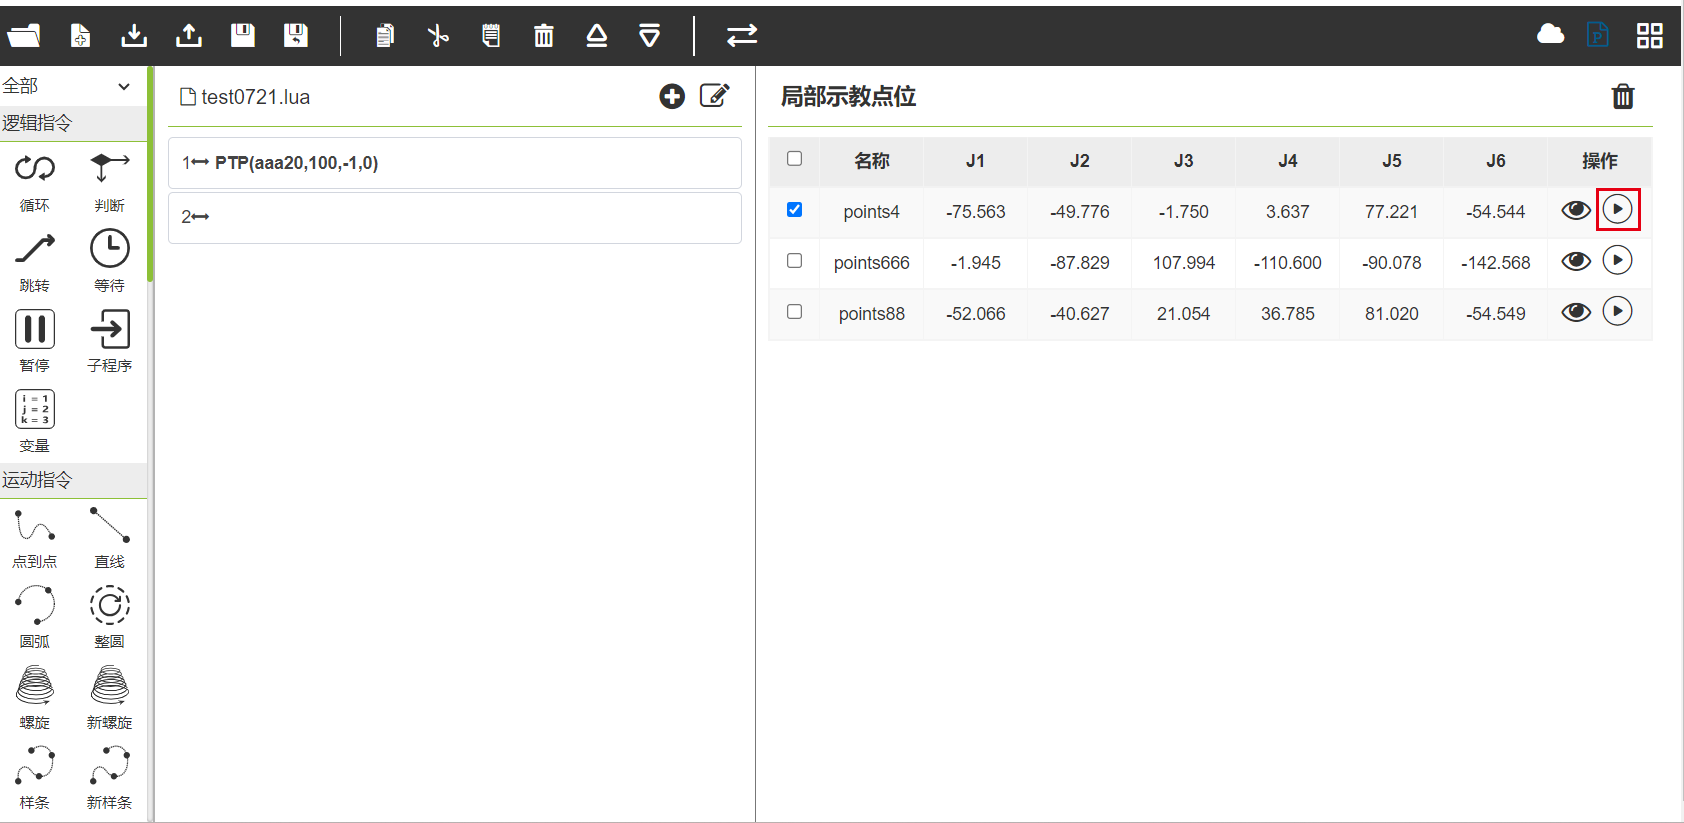 全部
逻辑指令
循环 判断
跳转 等待
暂停 子程序
i = 1
j = 2
k = 3
变量
运动指令
点到点 直线
圆弧 整圆
螺旋 新螺旋
样条 新样条
test0721.lua
1 PTP(aaa20,100,-1,0)
2
P
局部示教点位
名称 J1 J2 J3 J4 J5 J6 操作
points4 -75.563 -49.776 -1.750 3.637 77.221 -54.544
points666 -1.945 -87.829 107.994 -110.600 -90.078 -142.568
points88 -52.066 -40.627 21.054 36.785 81.020 -54.549